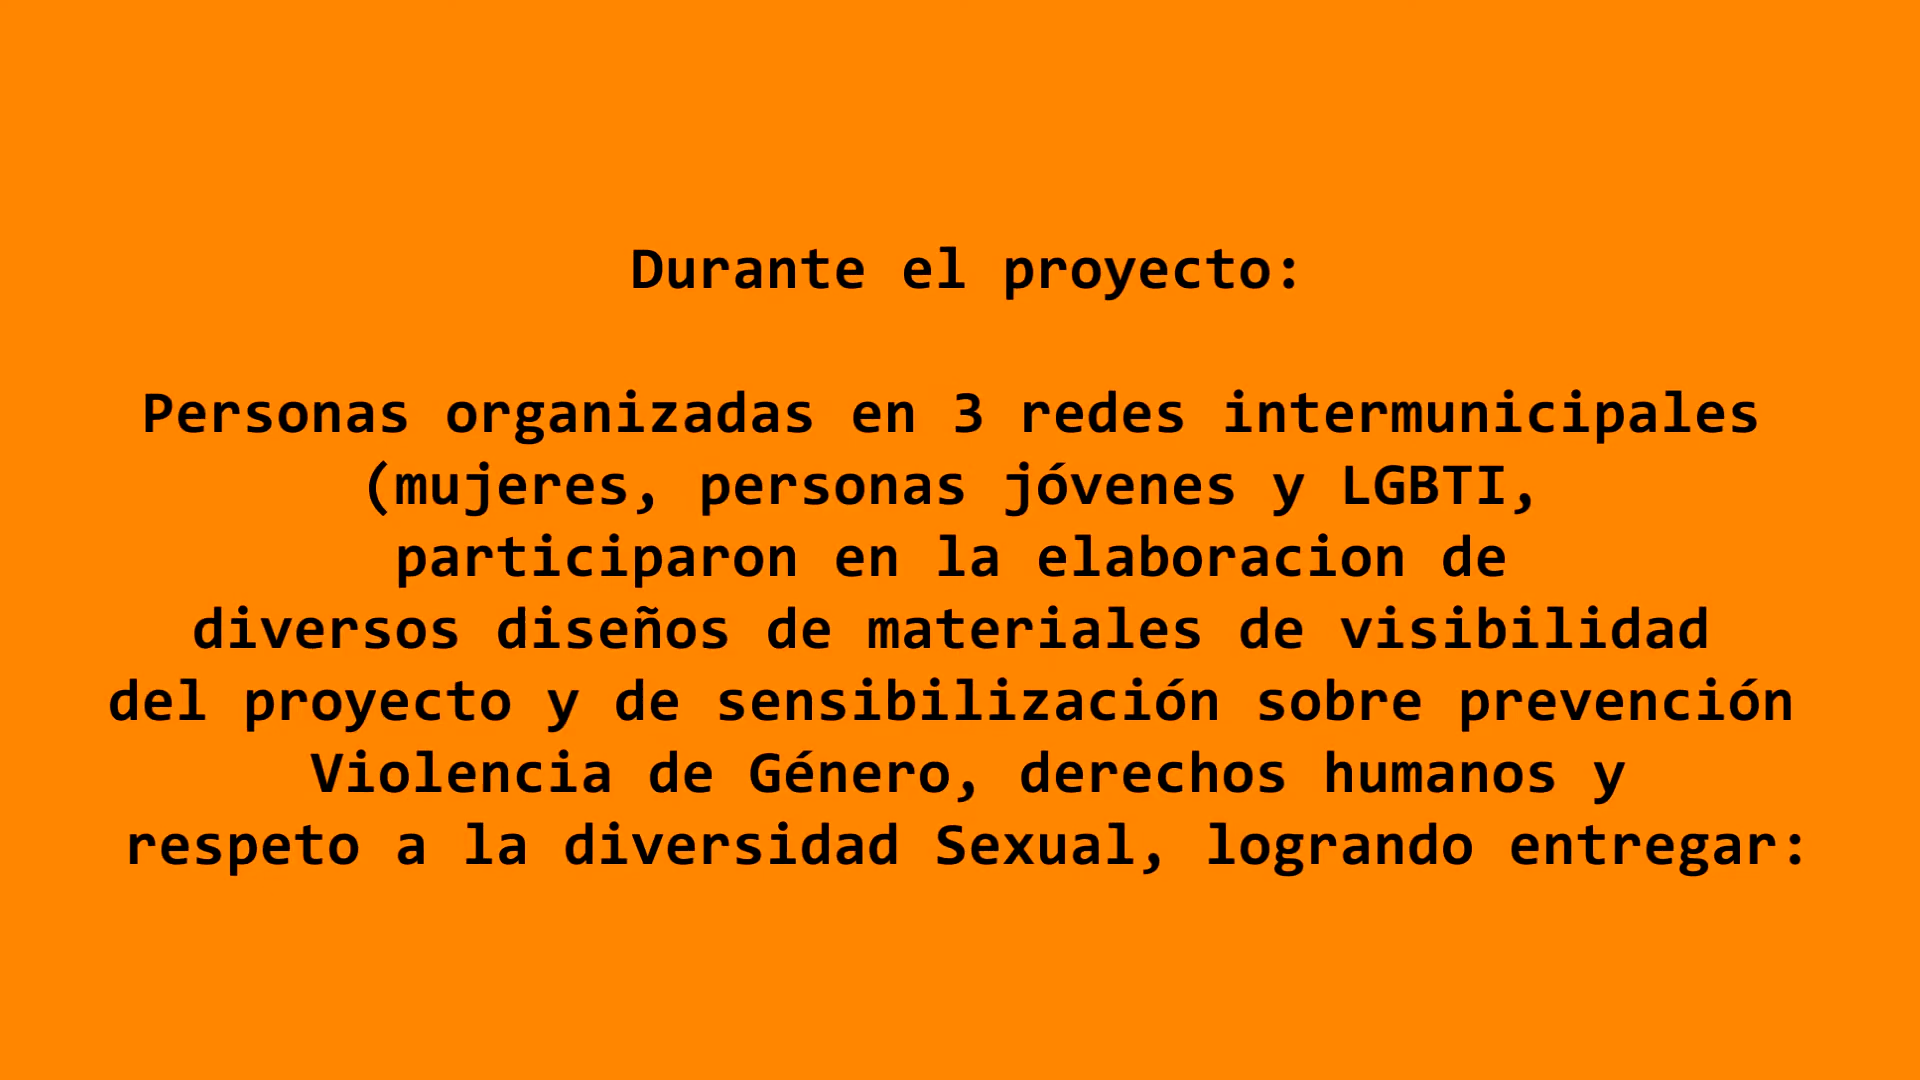 Durante el proyecto:
Personas organizadas en 3 redes intermunicipales
(mujeres, personas jóvenes y LGBTI,
participaron en la elaboracion de
diversos diseños de materiales de visibilidad
del proyecto y de sensibilización sobre prevención
Violencia de Género, derechos humanos y
respeto a la diversidad Sexual, logrando entregar: